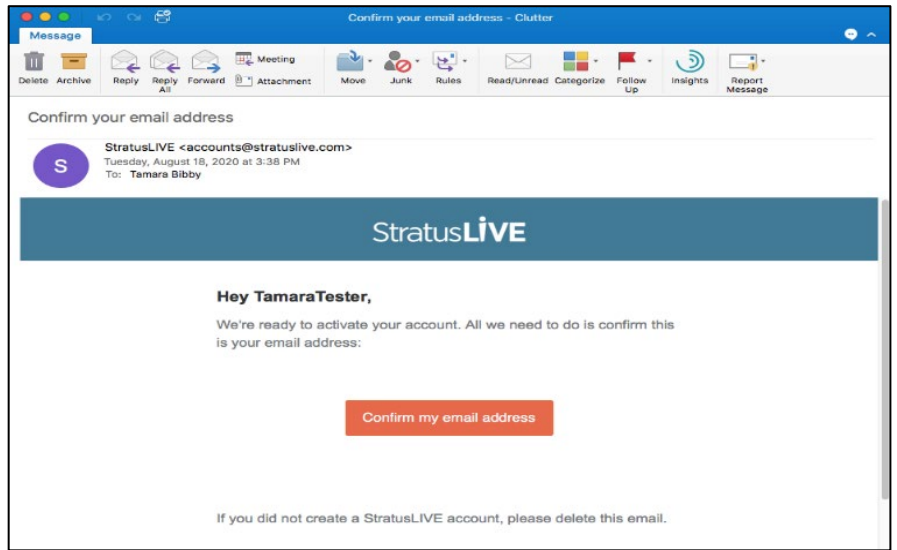 Confirm your email address - Clutter
Message
Delete Archive Reply Reply All Forward Meeting Attachment Move Junk Rules Read/Unread Categorize Follow Up Insights Report Message
Confirm your email address
S
StratusLIVE <accounts@stratuslive.com>
Tuesday, August 18, 2020 at 3:38 PM
To: Tamara Bibby
StratusLIVE
Hey TamaraTester,
We're ready to activate your account. All we need to do is confirm this
is your email address:
Confirm my email address
If you did not create a StratusLIVE account, please delete this email.